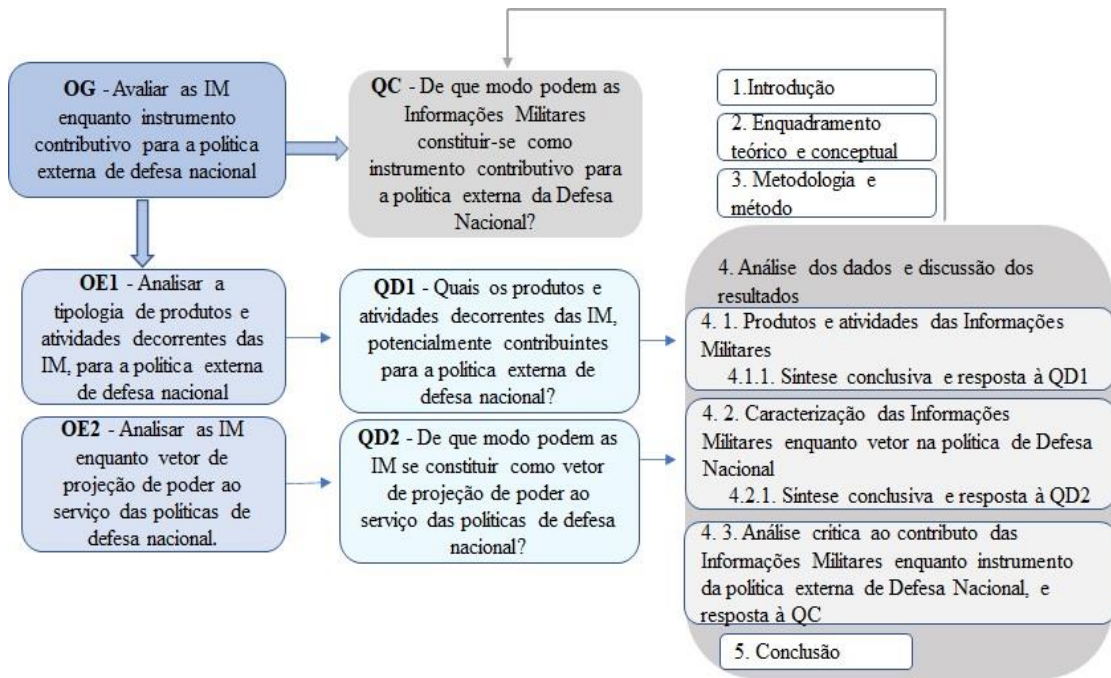 OG - Avaliar as IM
enquanto instrumento
contributivo para a política
externa de defesa nacional
QC - De que modo podem as
Informações Militares
constituir-se como
instrumento contributivo para
a política externa da Defesa
Nacional?
1.Introdução
2. Enquadramento
teórico e conceptual
3. Metodologia e
método
OE1 - Analisar a
tipologia de produtos e
atividades decorrentes das
IM, para a política externa
de defesa nacional
QD1 - Quais os produtos e
atividades decorrentes das IM,
potencialmente contribuintes
para a política externa de
defesa nacional?
4. Análise dos dados e discussão dos
resultados
4. 1. Produtos e atividades das Informações
Militares
4.1.1. Síntese conclusiva e resposta à QD1
OE2 - Analisar as IM
enquanto vetor de
projeção de poder ao
serviço das políticas de
defesa nacional.
QD2 - De que modo podem as
IM se constituir como vetor
de projeção de poder ao
serviço das políticas de defesa
nacional?
4. 2. Caracterização das Informações
Militares enquanto vetor na política de Defesa
Nacional
4.2.1. Síntese conclusiva e resposta à QD2
4. 3. Análise crítica ao contributo das
Informações Militares enquanto instrumento
da política externa de Defesa Nacional, e
resposta à QC
5. Conclusão